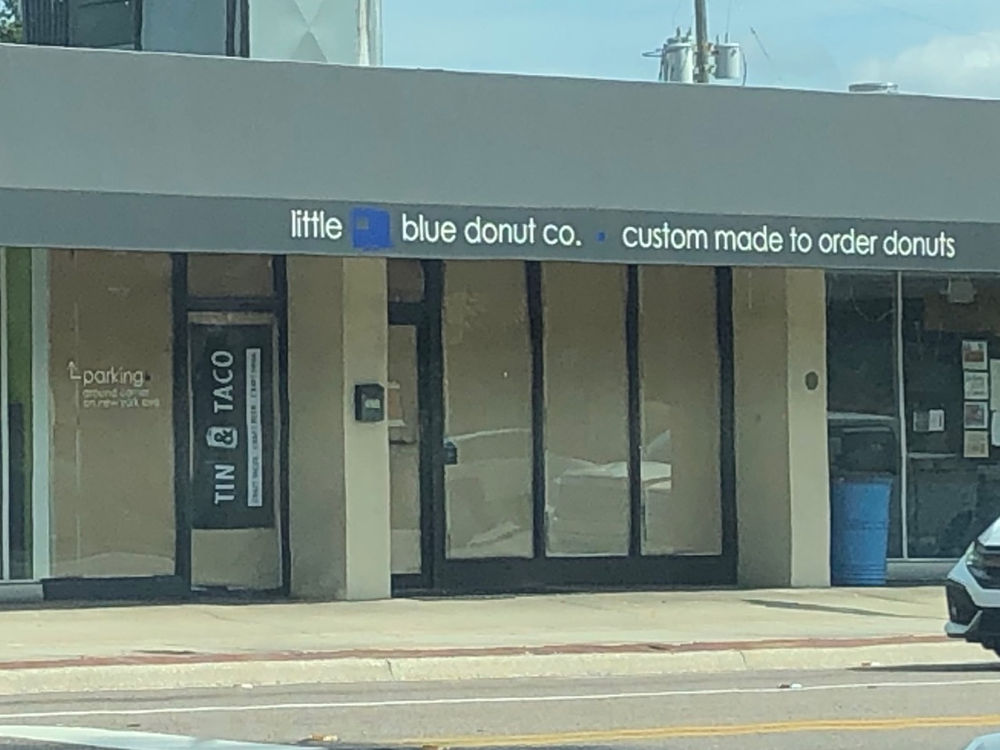 little blue donut co. · custom made to order donuts
parking
around corner
on new york ave
TIN & TACO